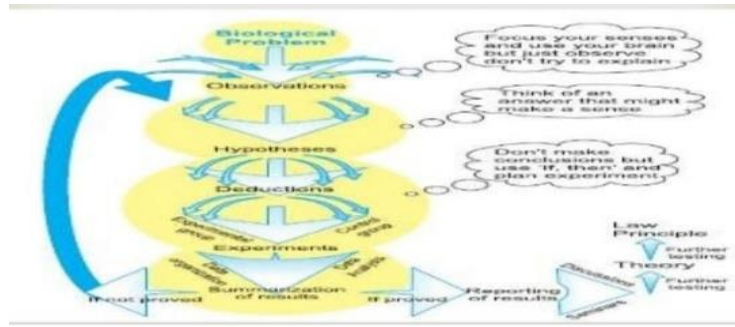 Biological
Problem
Focus your senses
and use your brain
but just observe
don't try to explain
Observations
Think of an
answer that might
make a sense
Hypotheses
Don't make
conclusions but
use 'if, then' and
plan experiment
Deductions
Experimental
group
Control
group
Experiments
Data
organization
Data
Analysis
Summarization
of results
If not proved
If proved
Reporting
of results
Discussions
Seminars
Law
Principle
Further
testing
Theory
Further
testing